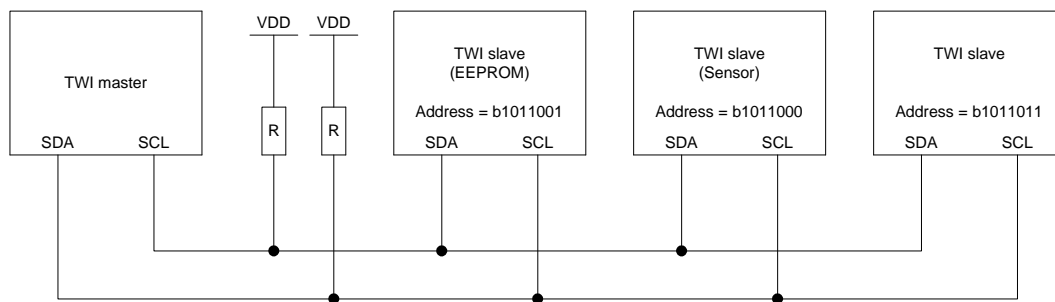 TWI master
SDA SCL
VDD VDD
R R
TWI slave
(EEPROM)
Address = b1011001
SDA SCL
TWI slave
(Sensor)
Address = b1011000
SDA SCL
TWI slave
Address = b1011011
SDA SCL